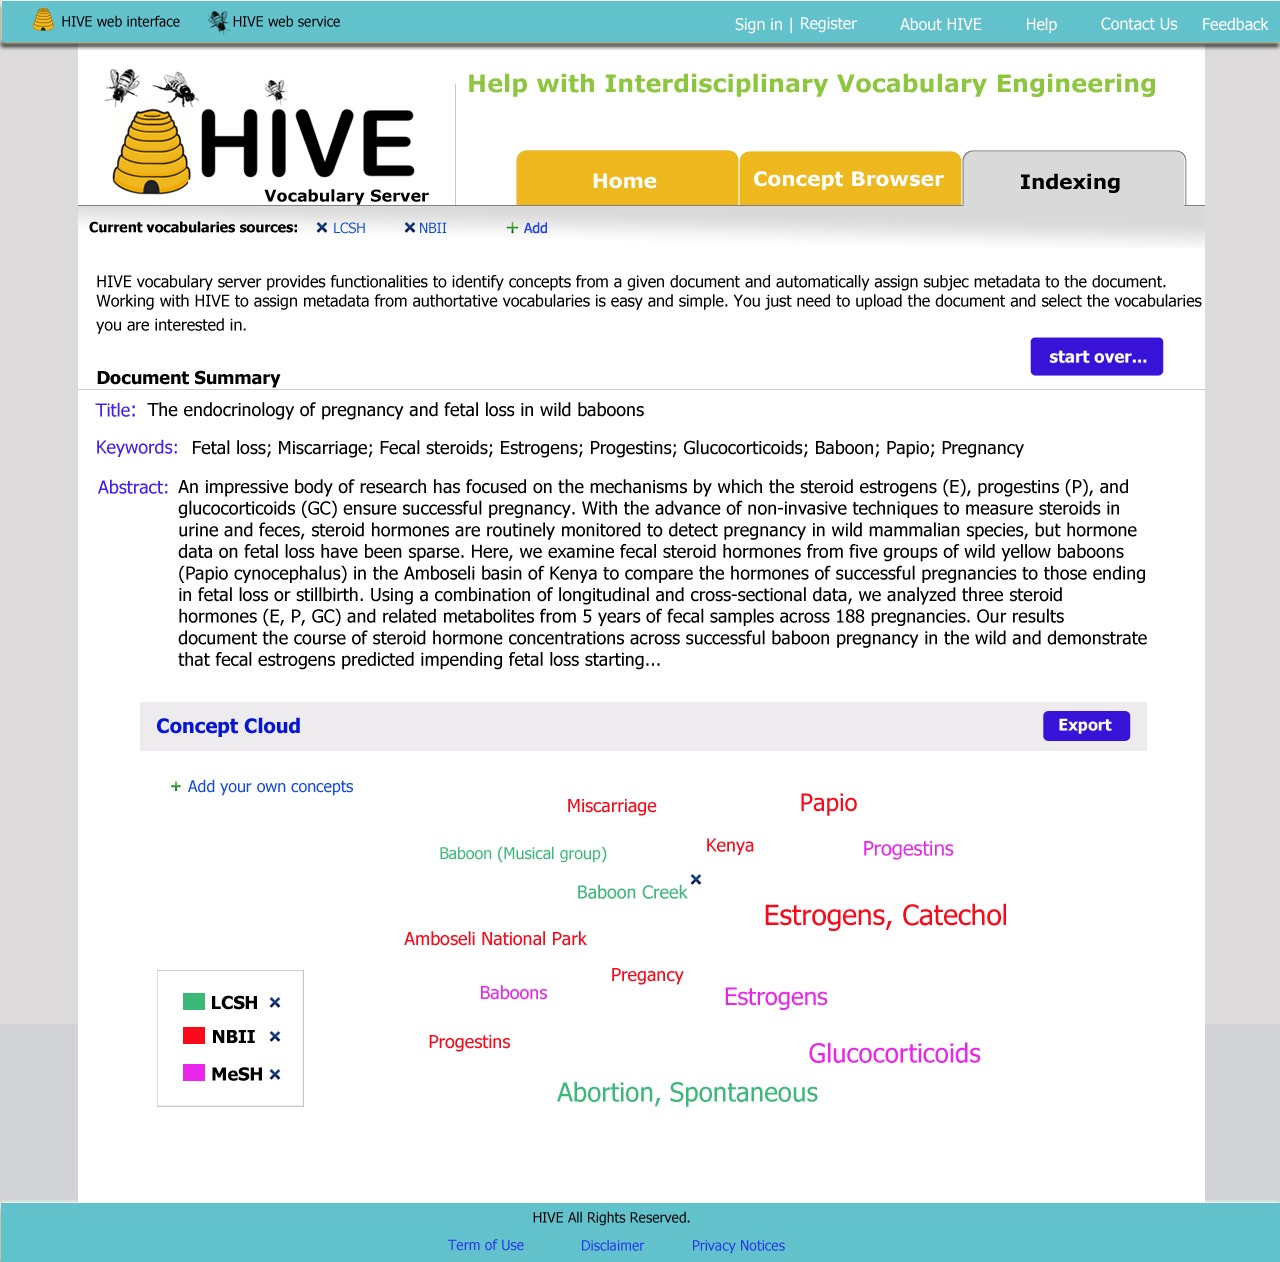 HIVE web interface HIVE web service Sign in | Register About HIVE Help Contact Us Feedback
Help with Interdisciplinary Vocabulary Engineering
HIVE
Vocabulary Server
Home Concept Browser Indexing
Current vocabularies sources: LCSH NBII + Add
HIVE vocabulary server provides functionalities to identify concepts from a given document and automatically assign subjec metadata to the document.
Working with HIVE to assign metadata from authortative vocabularies is easy and simple. You just need to upload the document and select the vocabularies
you are interested in.
start over...
Document Summary
Title: The endocrinology of pregnancy and fetal loss in wild baboons
Keywords: Fetal loss; Miscarriage; Fecal steroids; Estrogens; Progestins; Glucocorticoids; Baboon; Papio; Pregnancy
Abstract: An impressive body of research has focused on the mechanisms by which the steroid estrogens (E), progestins (P), and
glucocorticoids (GC) ensure successful pregnancy. With the advance of non-invasive techniques to measure steroids in
urine and feces, steroid hormones are routinely monitored to detect pregnancy in wild mammalian species, but hormone
data on fetal loss have been sparse. Here, we examine fecal steroid hormones from five groups of wild yellow baboons
(Papio cynocephalus) in the Amboseli basin of Kenya to compare the hormones of successful pregnancies to those ending
in fetal loss or stillbirth. Using a combination of longitudinal and cross-sectional data, we analyzed three steroid
hormones (E, P, GC) and related metabolites from 5 years of fecal samples across 188 pregnancies. Our results
document the course of steroid hormone concentrations across successful baboon pregnancy in the wild and demonstrate
that fecal estrogens predicted impending fetal loss starting...
Concept Cloud Export
+ Add your own concepts
Miscarriage Papio
Baboon (Musical group) Kenya Progestins
Baboon Creek
Estrogens, Catechol
Amboseli National Park
Pregancy
Baboons Estrogens
LCSH
NBII
MeSH
Progestins
Glucocorticoids
Abortion, Spontaneous
HIVE All Rights Reserved.
Term of Use Disclaimer Privacy Notices